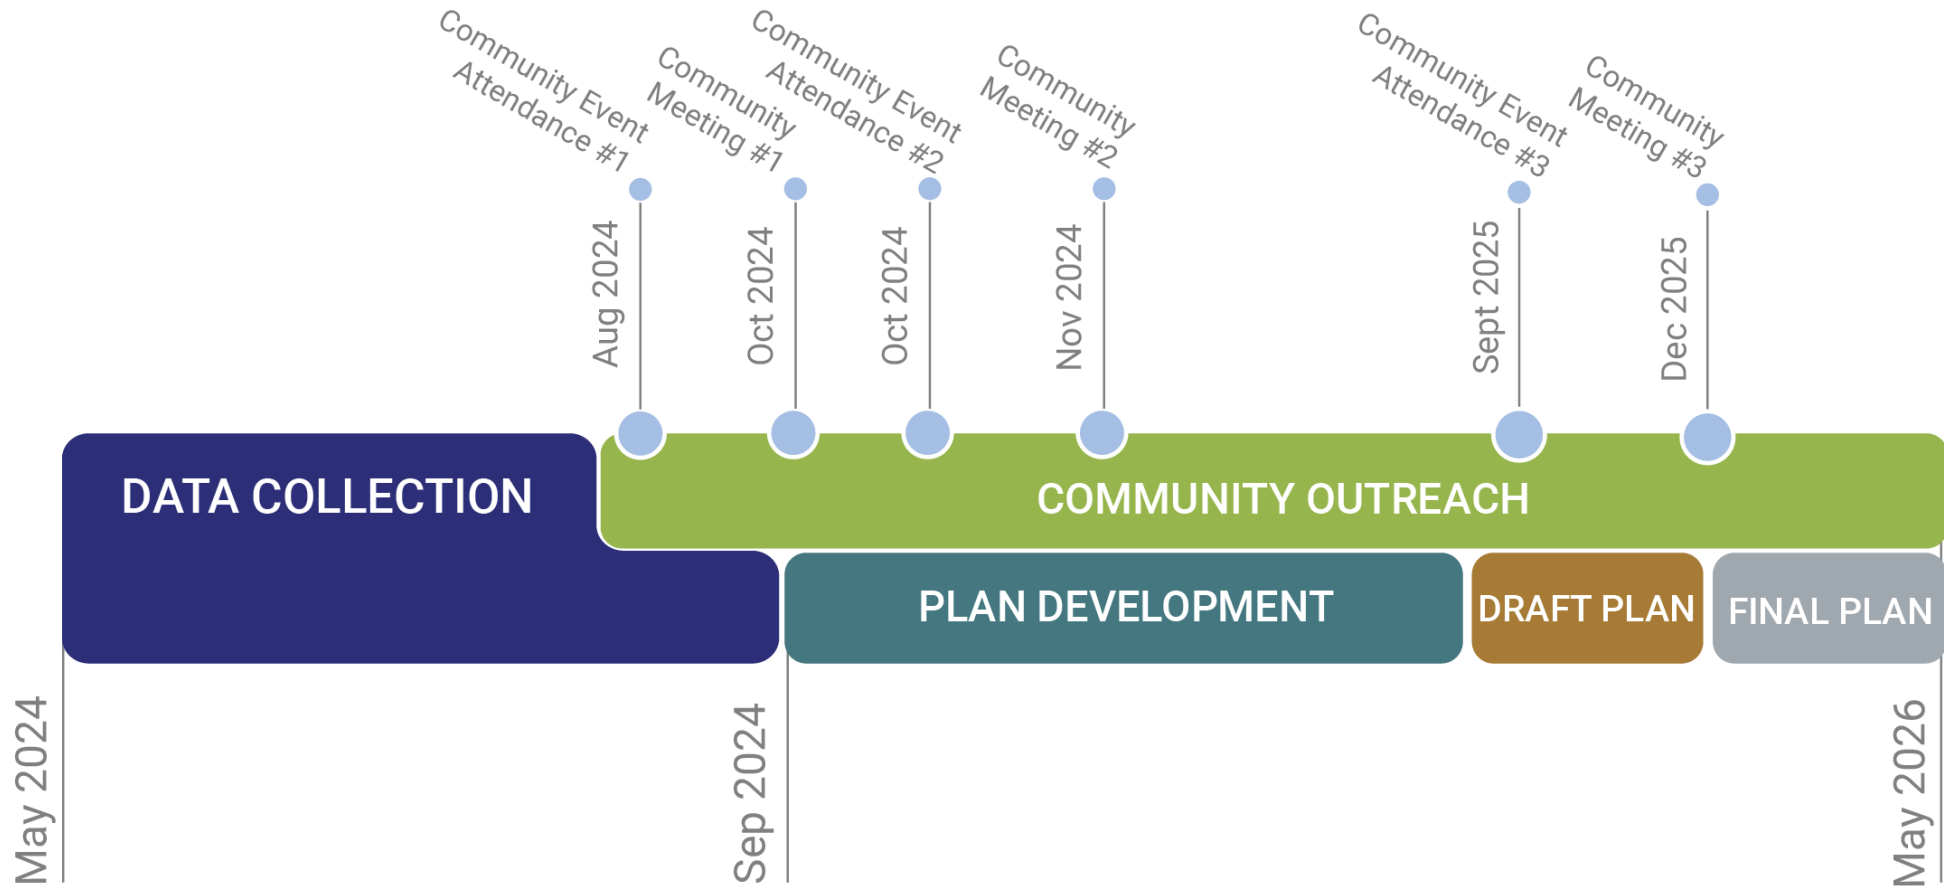 Community Event
Attendance #1
Community
Meeting #1
Community Event
Attendance #2
Community
Meeting #2
Community Event
Attendance #3
Community
Meeting #3
Aug 2024
Oct 2024
Oct 2024
Nov 2024
Sept 2025
Dec 2025
DATA COLLECTION
COMMUNITY OUTREACH
PLAN DEVELOPMENT
DRAFT PLAN
FINAL PLAN
May 2024
Sep 2024
May 2026